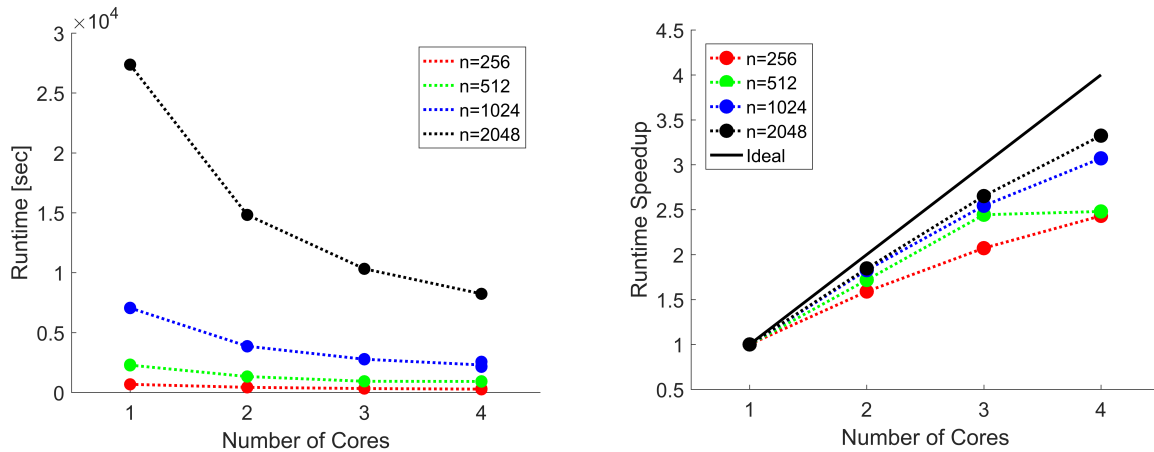 ×10⁴
3
2.5
2
1.5
1
0.5
0
1 2 3 4
Runtime [sec]
Number of Cores
n=256
n=512
n=1024
n=2048
4.5
4
3.5
3
2.5
2
1.5
1
0.5
1 2 3 4
Runtime Speedup
Number of Cores
n=256
n=512
n=1024
n=2048
Ideal